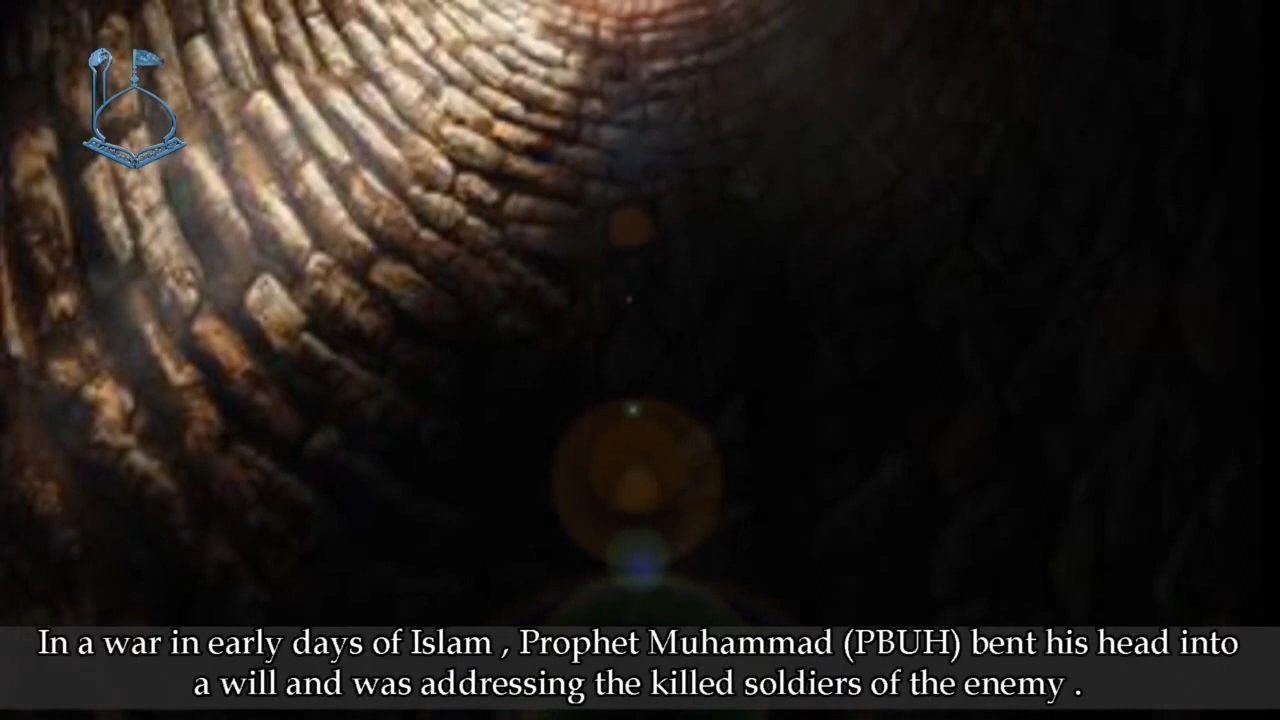 In a war in early days of Islam , Prophet Muhammad (PBUH) bent his head into
a will and was addressing the killed soldiers of the enemy .